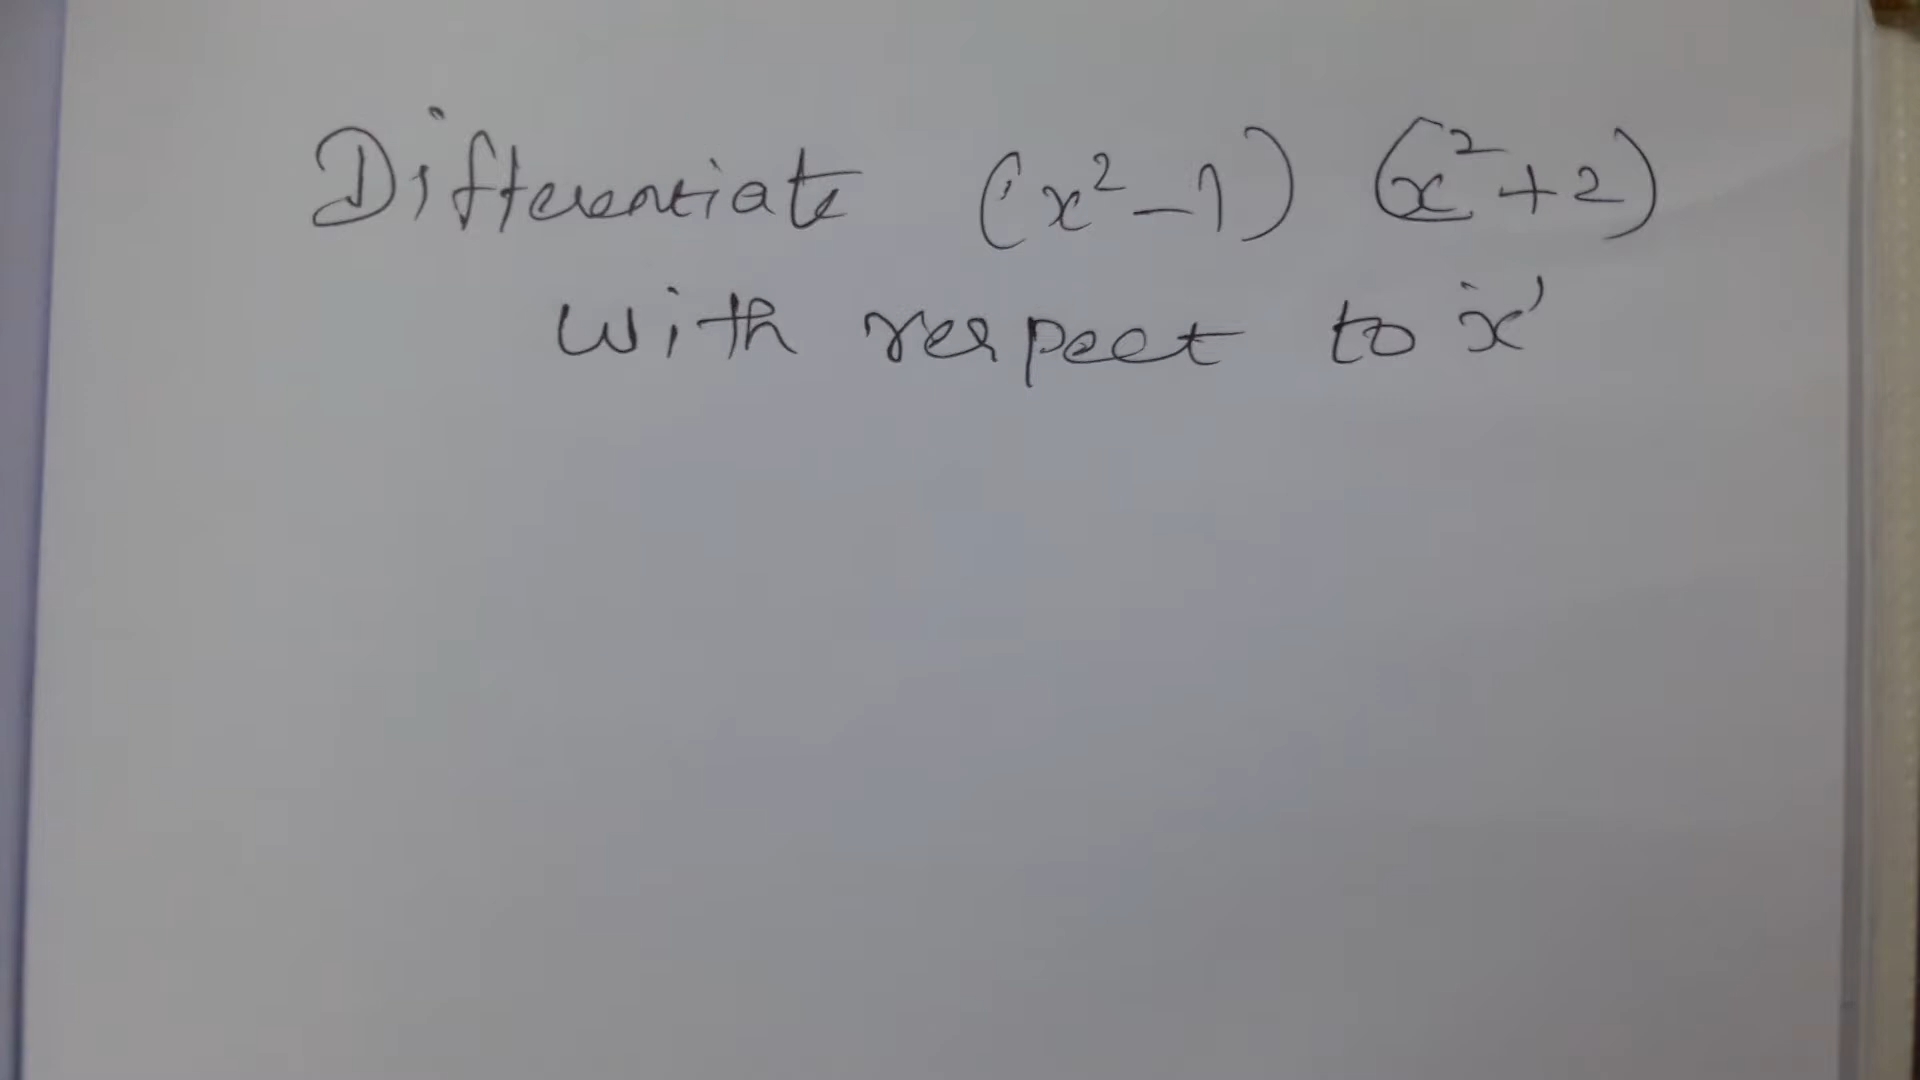 Differentiate (x²-1) (x²+2)
with respect to 'x'